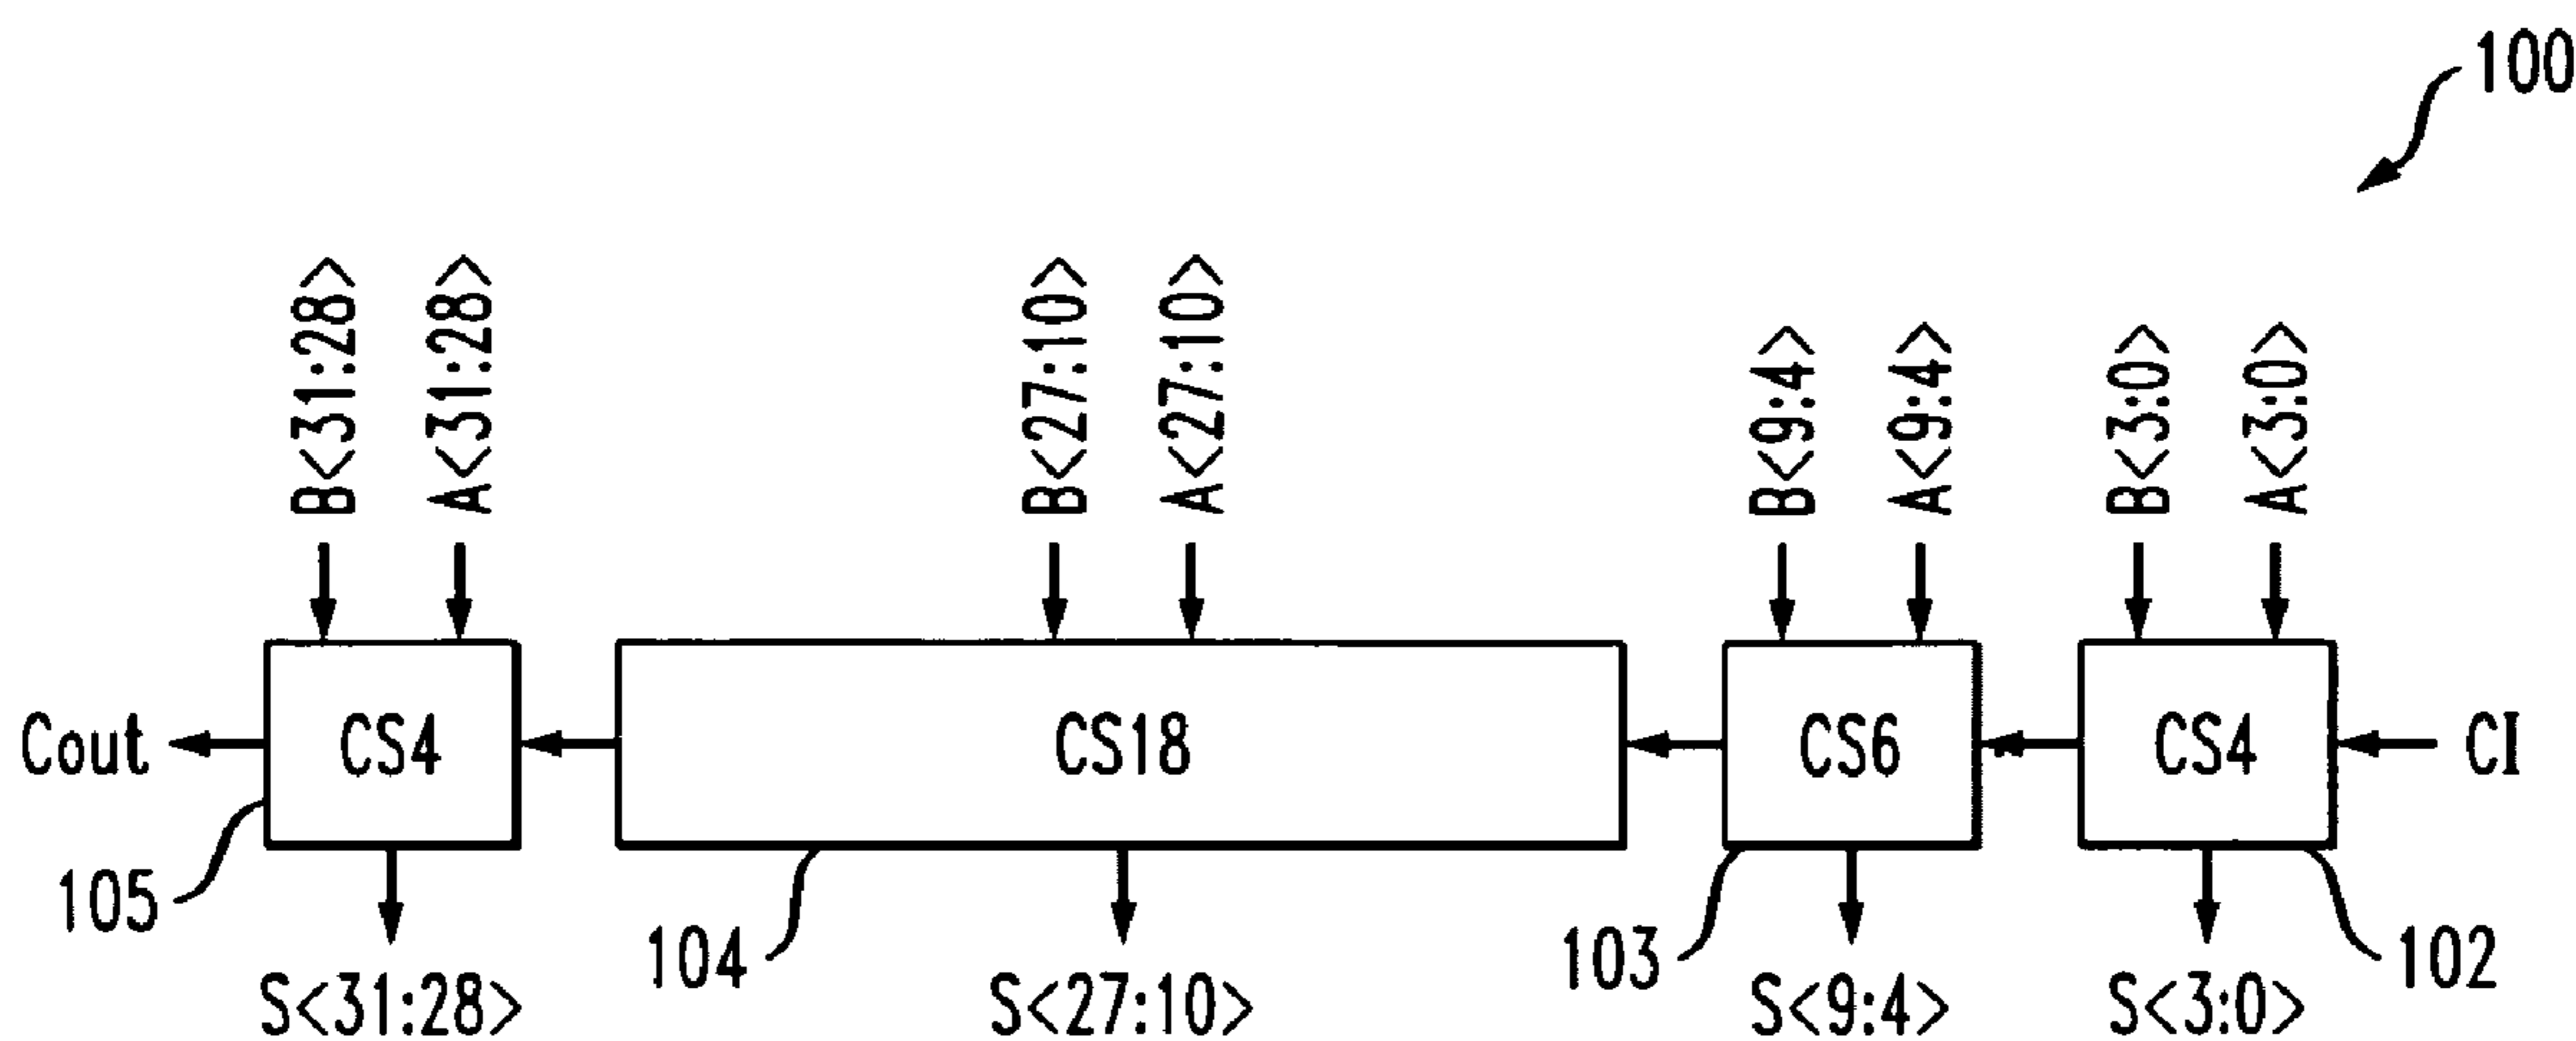 100
B<31:28>
A<31:28>
B<27:10>
A<27:10>
B<9:4>
A<9:4>
B<3:0>
A<3:0>
Cout
CS4
CS18
CS6
CS4
CI
105
104
103
102
S<31:28>
S<27:10>
S<9:4>
S<3:0>